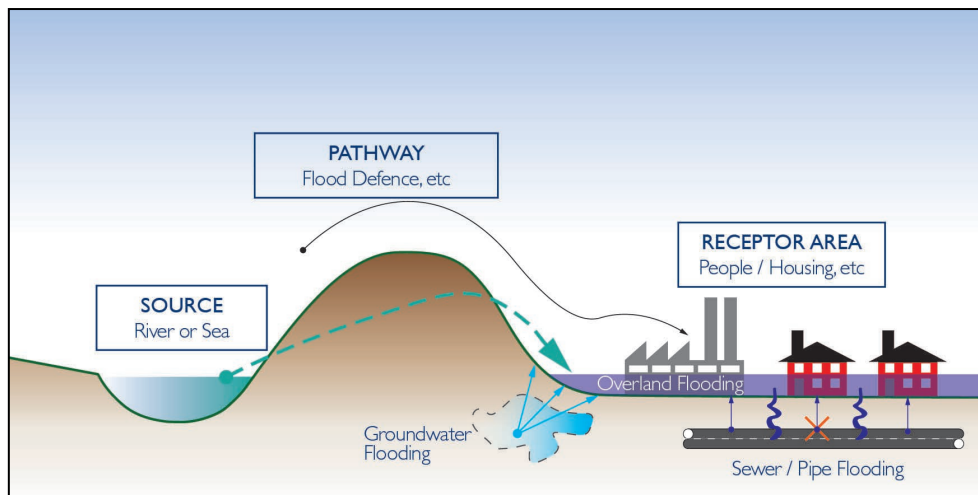 PATHWAY
Flood Defence, etc
RECEPTOR AREA
People / Housing, etc
SOURCE
River or Sea
Overland Flooding
Groundwater
Flooding
Sewer / Pipe Flooding